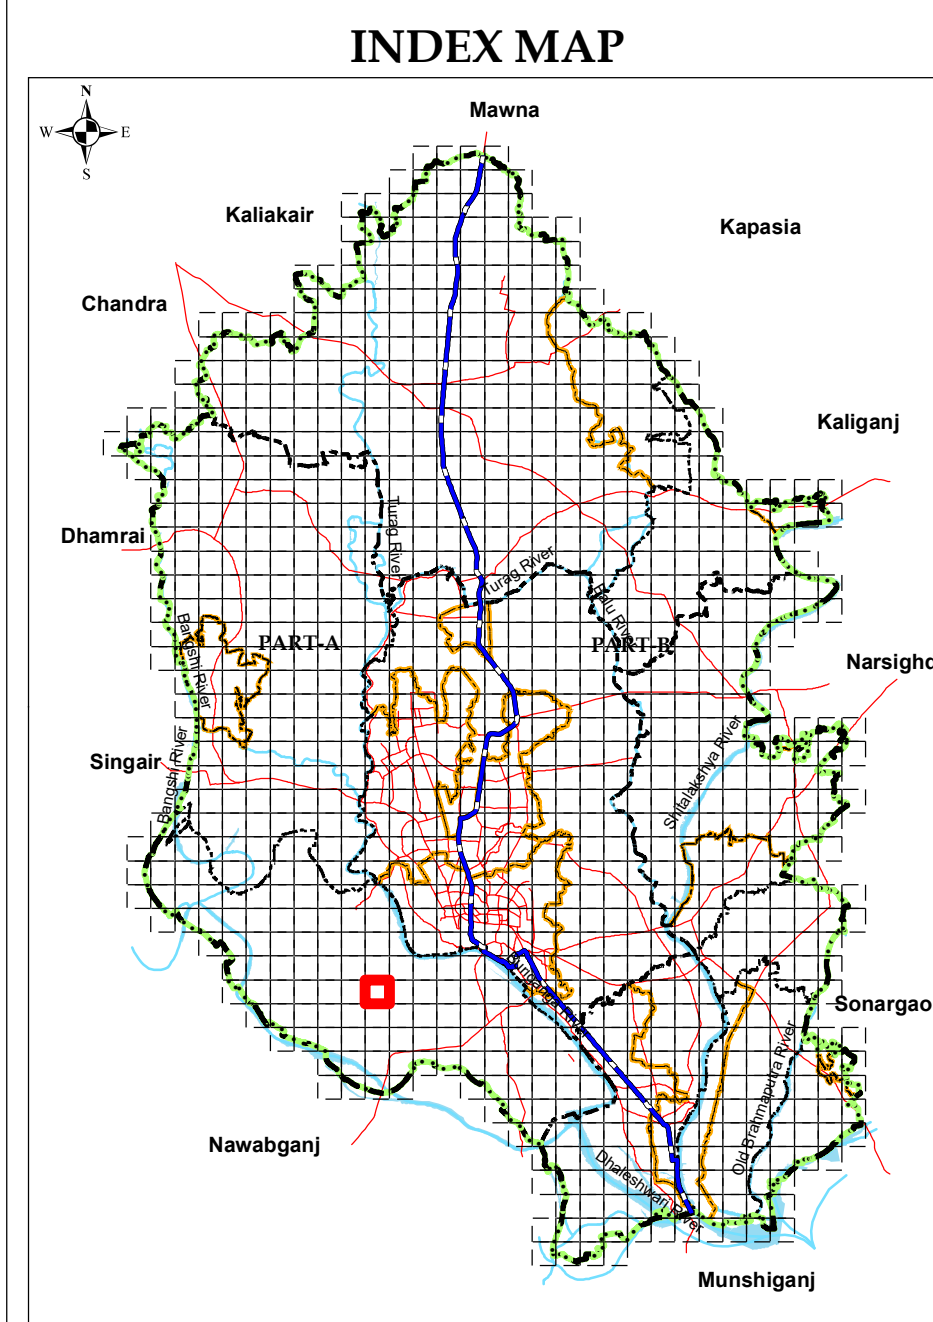 INDEX MAP
N
W E
S
Mawna
Kaliakair
Kapasia
Chandra
Kaliganj
Turag River
Dhamrai
Turag River
Balu River
Bangshi River
PART-A
PART-B
Narsighd
Shitalakshya River
Singair
Bangshi River
Buriganga River
Sonargao
Old Brahmaputra River
Nawabganj
Dhaleshwari River
Munshiganj